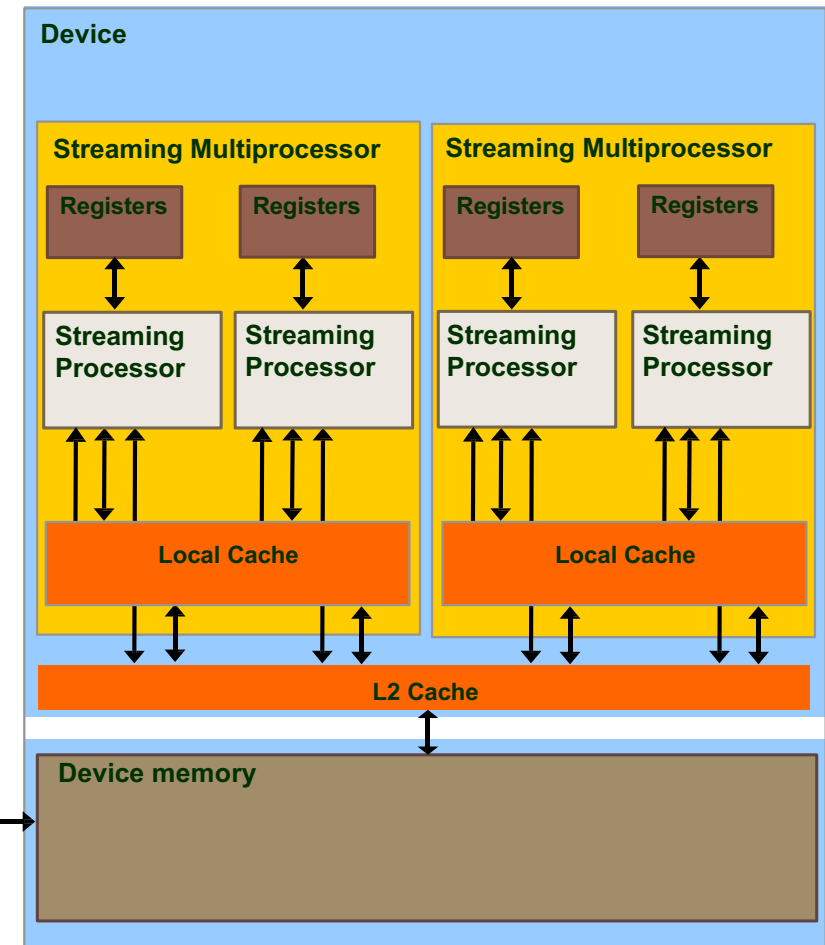 Device
Streaming Multiprocessor
Streaming Multiprocessor
Registers
Registers
Registers
Registers
Streaming
Processor
Streaming
Processor
Streaming
Processor
Streaming
Processor
Local Cache
Local Cache
L2 Cache
Device memory